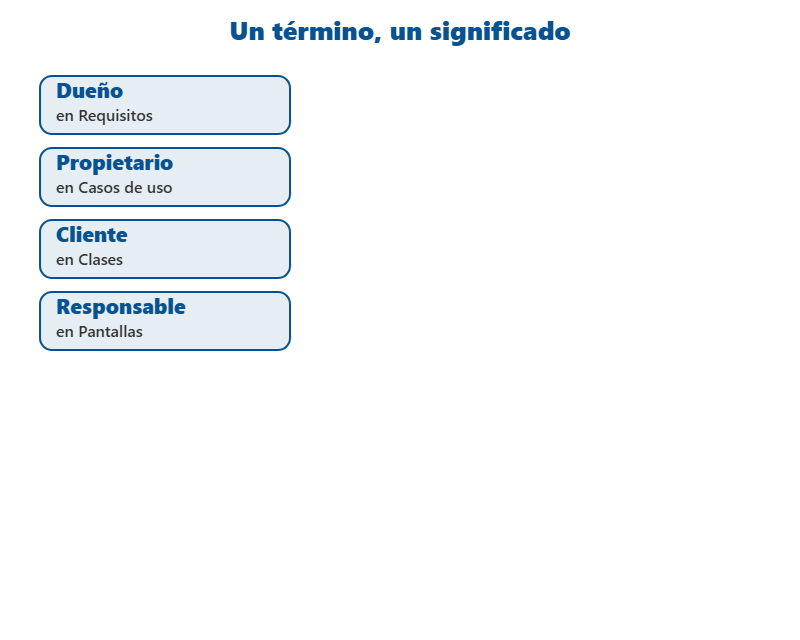 Un término, un significado
Dueño
en Requisitos
Propietario
en Casos de uso
Cliente
en Clases
Responsable
en Pantallas